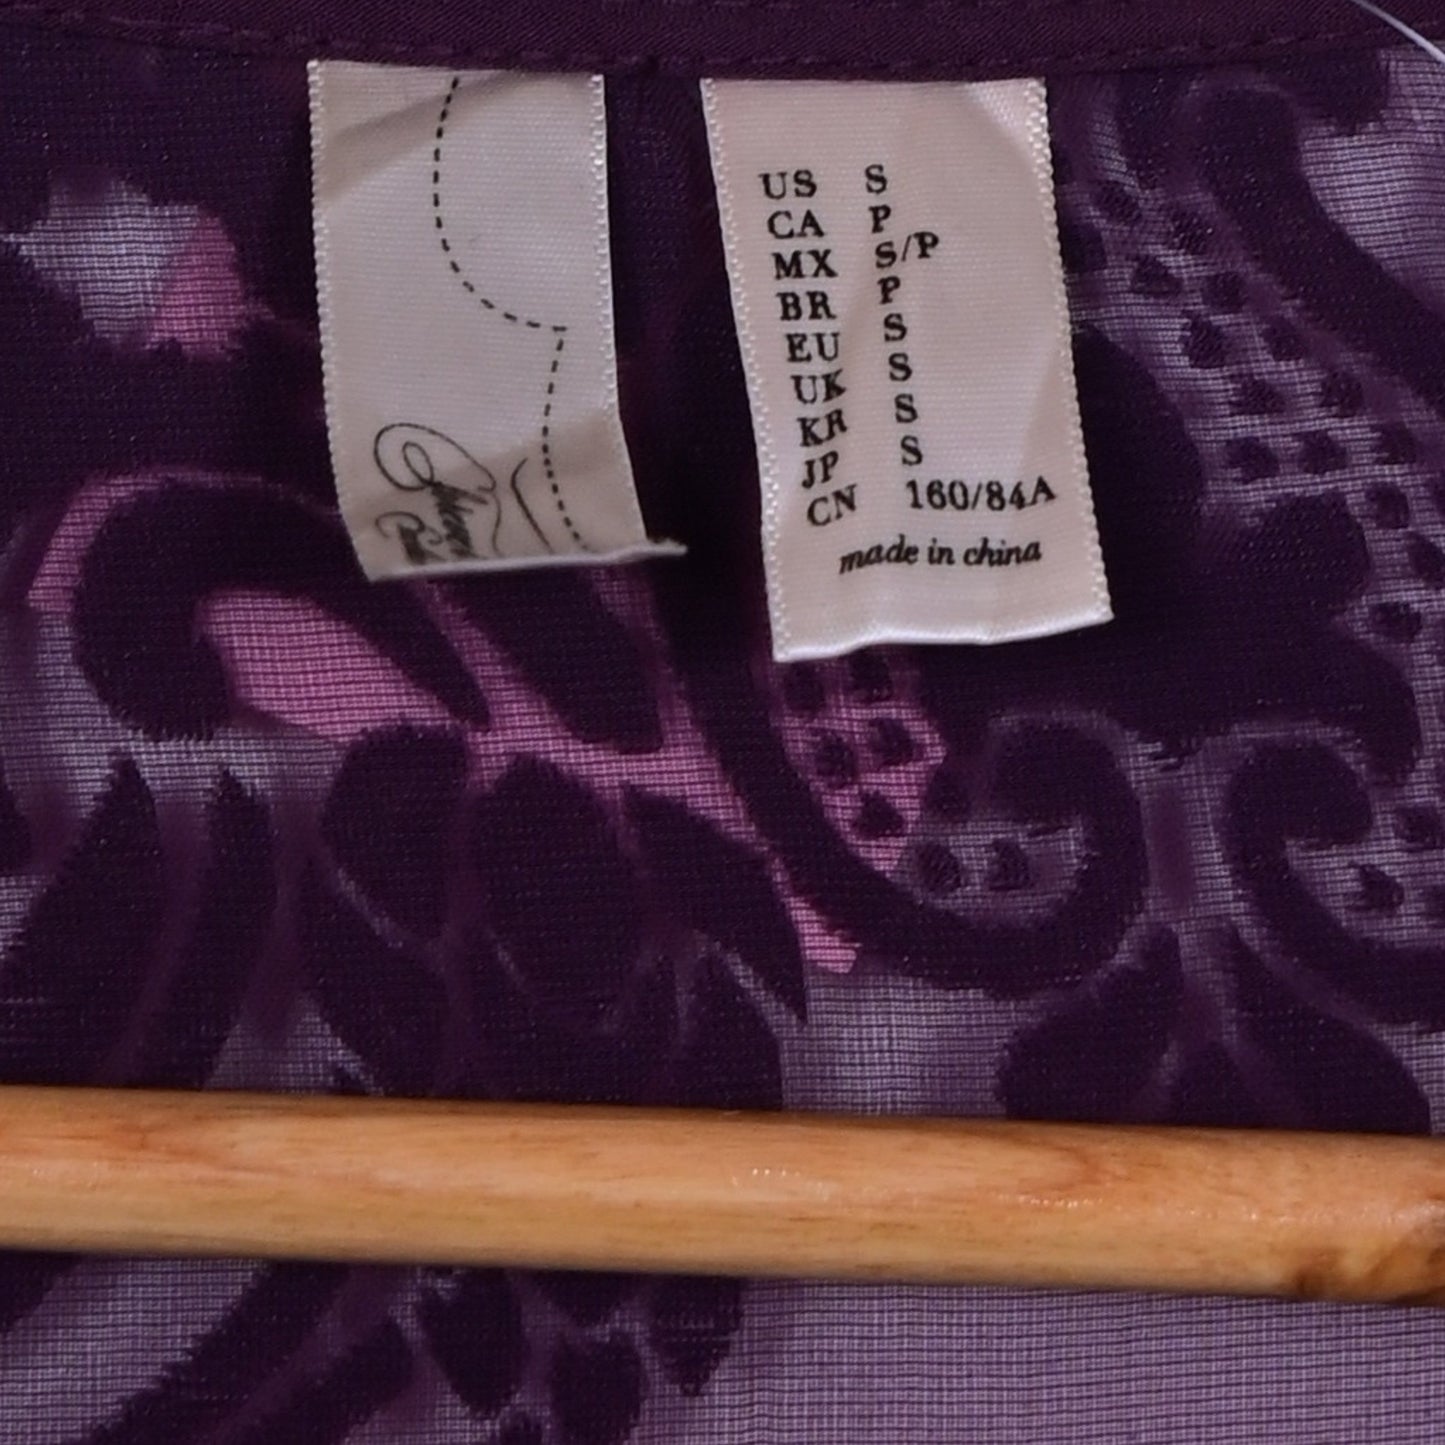 US S
CA P
MX S/P
BR P
EU S
UK S
KR S
JP S
CN 160/84A
made in china